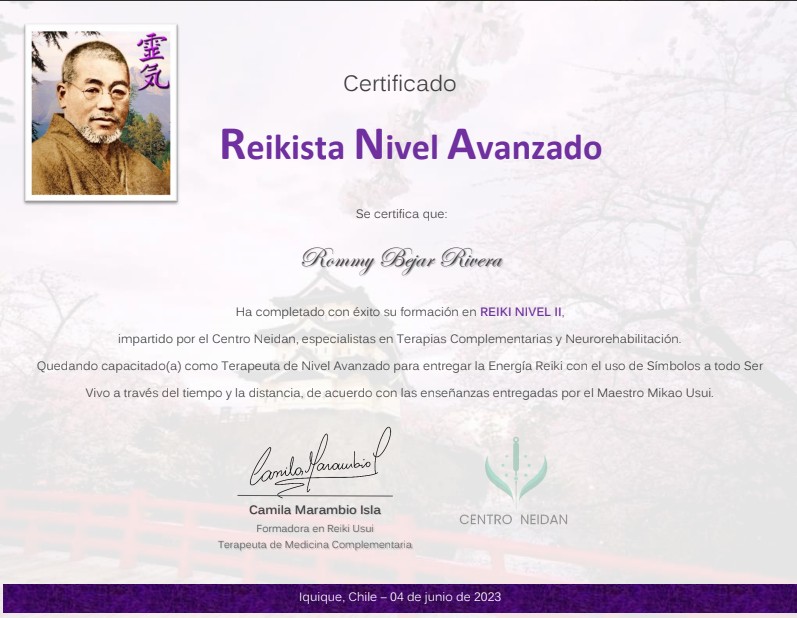 靈
気
Certificado
Reikista Nivel Avanzado
Se certifica que:
Rommy Bejar Rivera
Ha completado con éxito su formación en REIKI NIVEL II,
impartido por el Centro Neidan, especialistas en Terapias Complementarias y Neurorehabilitación.
Quedando capacitado(a) como Terapeuta de Nivel Avanzado para entregar la Energía Reiki con el uso de Símbolos a todo Ser
Vivo a través del tiempo y la distancia, de acuerdo con las enseñanzas entregadas por el Maestro Mikao Usui.
Camila Marambio I
Camila Marambio Isla
Formadora en Reiki Usui
Terapeuta de Medicina Complementaria
CENTRO NEIDAN
Iquique, Chile – 04 de junio de 2023